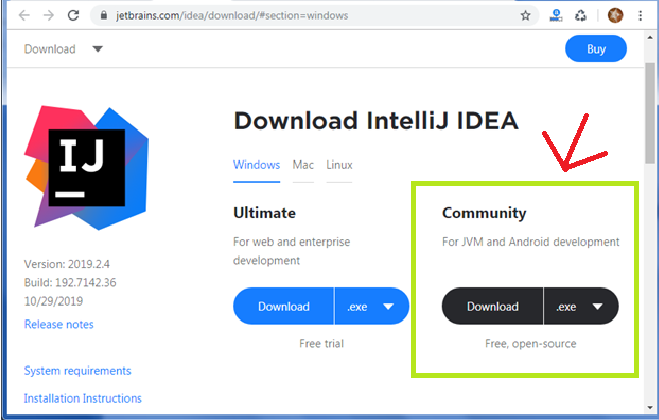 jetbrains.com/idea/download/#section=windows
Download
Buy
IJ
Download IntelliJ IDEA
Windows Mac Linux
Ultimate
For web and enterprise
development
Download .exe
Free trial
Community
For JVM and Android development
Download .exe
Free, open-source
Version: 2019.2.4
Build: 192.7142.36
10/29/2019
Release notes
System requirements
Installation Instructions